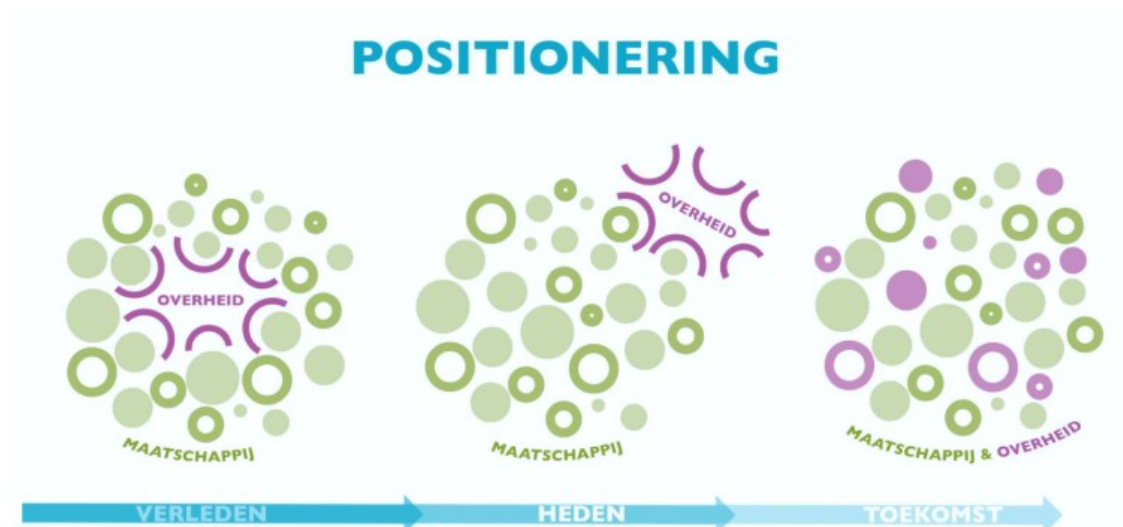 POSITIONERING
OVERHEID
MAATSCHAPPIJ
OVERHEID
MAATSCHAPPIJ
MAATSCHAPPIJ & OVERHEID
VERLEDEN
HEDEN
TOEKOMST